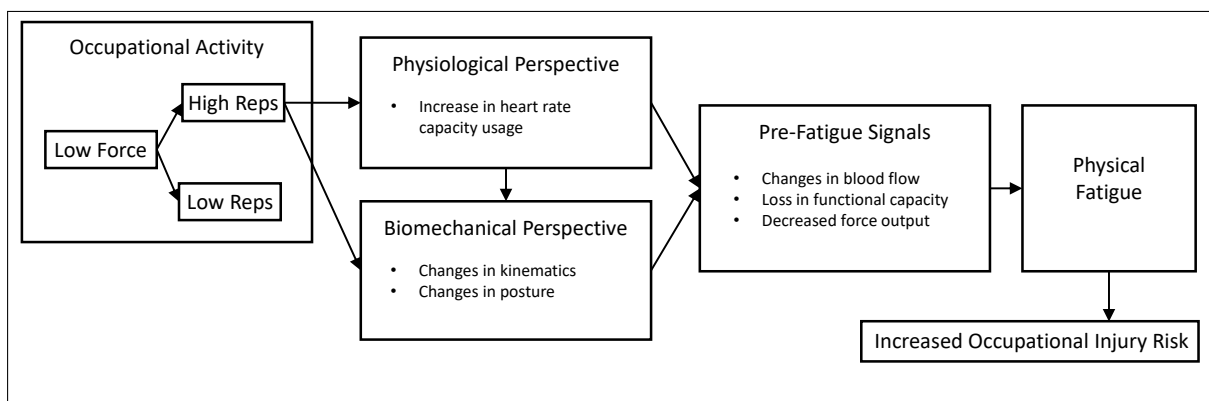 Occupational Activity
High Reps
Low Force
Low Reps
Physiological Perspective
• Increase in heart rate
capacity usage
Biomechanical Perspective
• Changes in kinematics
• Changes in posture
Pre-Fatigue Signals
• Changes in blood flow
• Loss in functional capacity
• Decreased force output
Physical
Fatigue
Increased Occupational Injury Risk